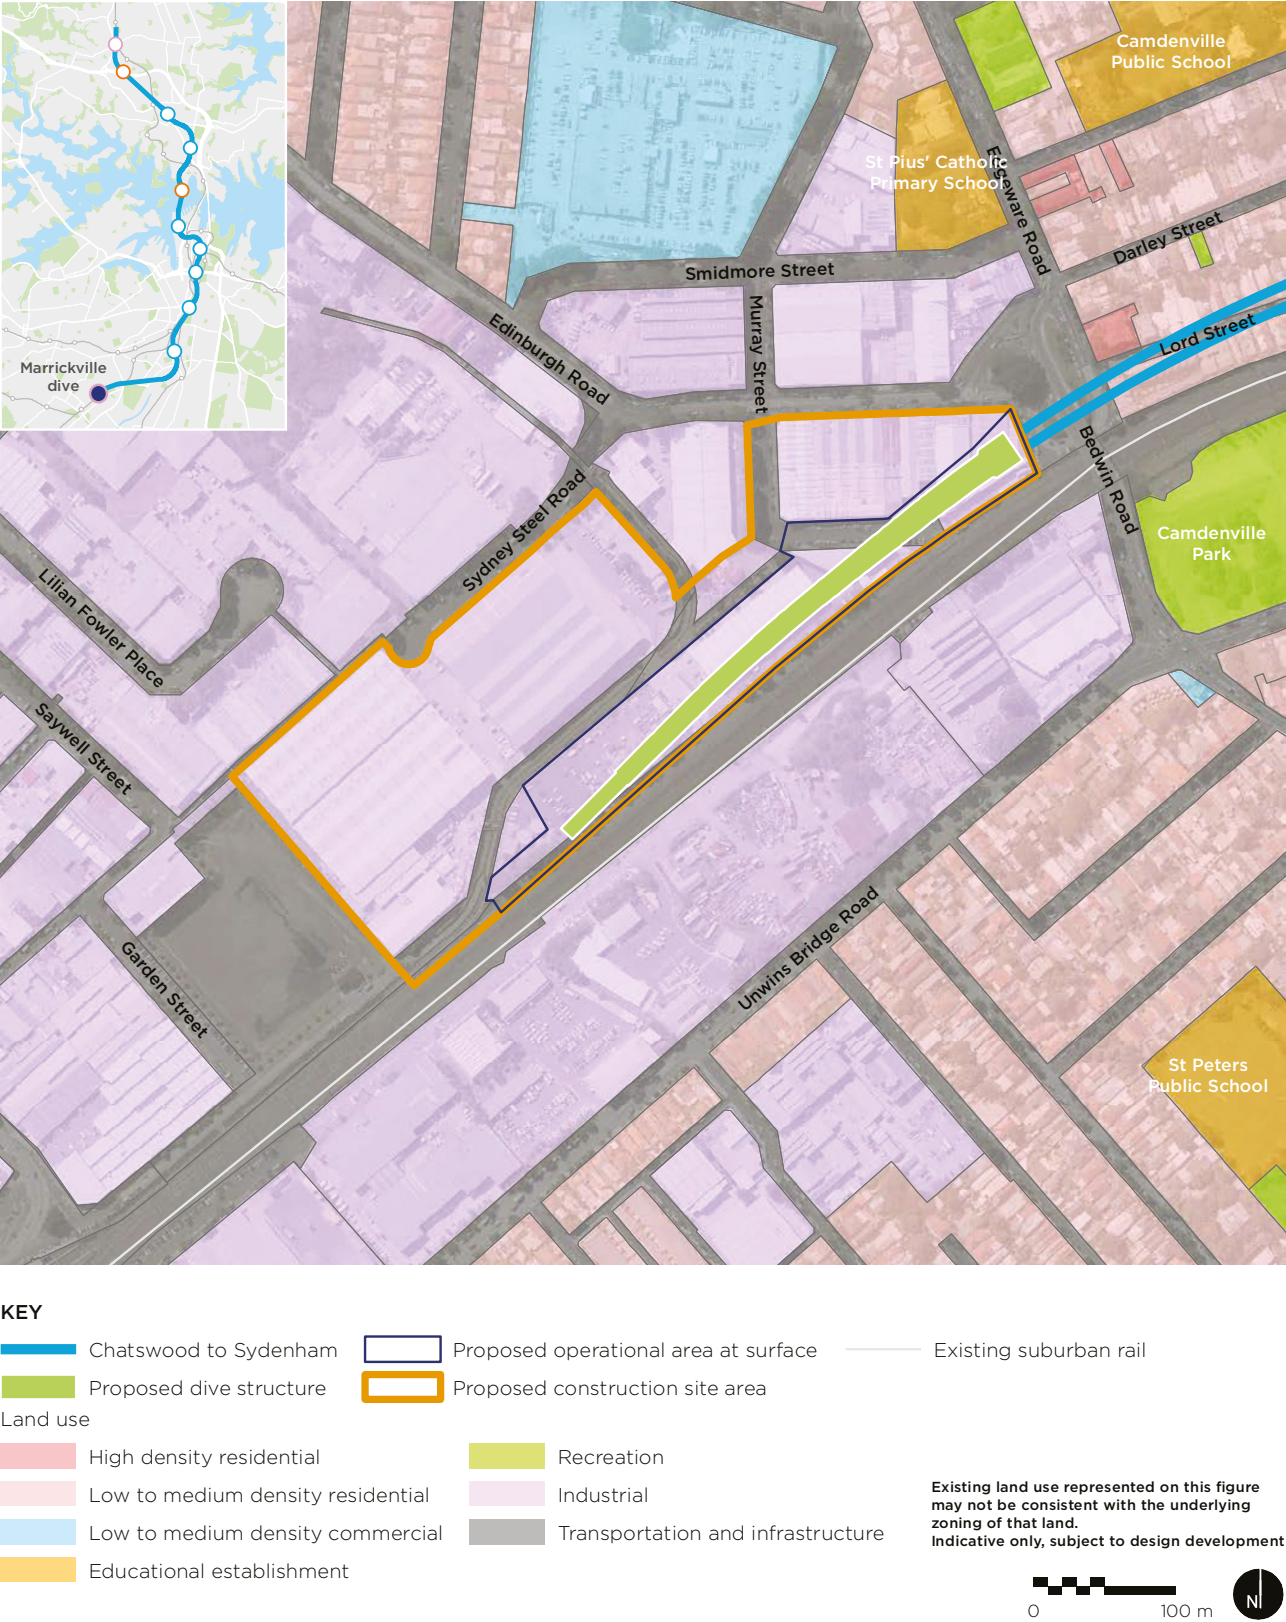 Camdenville
Public School
St Pius' Catholic
Primary School
Edgeware Road
Darley Street
Smidmore Street
Murray Street
Edinburgh Road
Lord Street
Marrickville
dive
Bedwin Road
Sydney Steel Road
Camdenville
Park
Lilian Fowler Place
Saywell Street
Garden Street
Unwins Bridge Road
St Peters
Public School
KEY
Chatswood to Sydenham
Proposed operational area at surface
Existing suburban rail
Proposed dive structure
Proposed construction site area
Land use
High density residential
Recreation
Low to medium density residential
Industrial
Low to medium density commercial
Transportation and infrastructure
Educational establishment
Existing land use represented on this figure
may not be consistent with the underlying
zoning of that land.
Indicative only, subject to design development
0
100 m
N